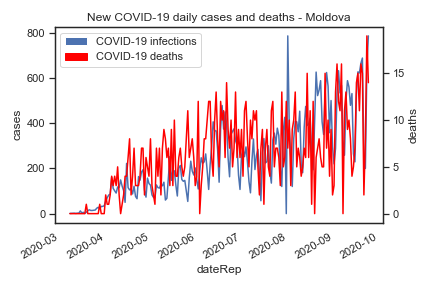 New COVID-19 daily cases and deaths - Moldova
COVID-19 infections
COVID-19 deaths
800
600
400
200
0
cases
15
10
5
0
deaths
2020-03
2020-04
2020-05
2020-06
2020-07
2020-08
2020-09
2020-10
dateRep